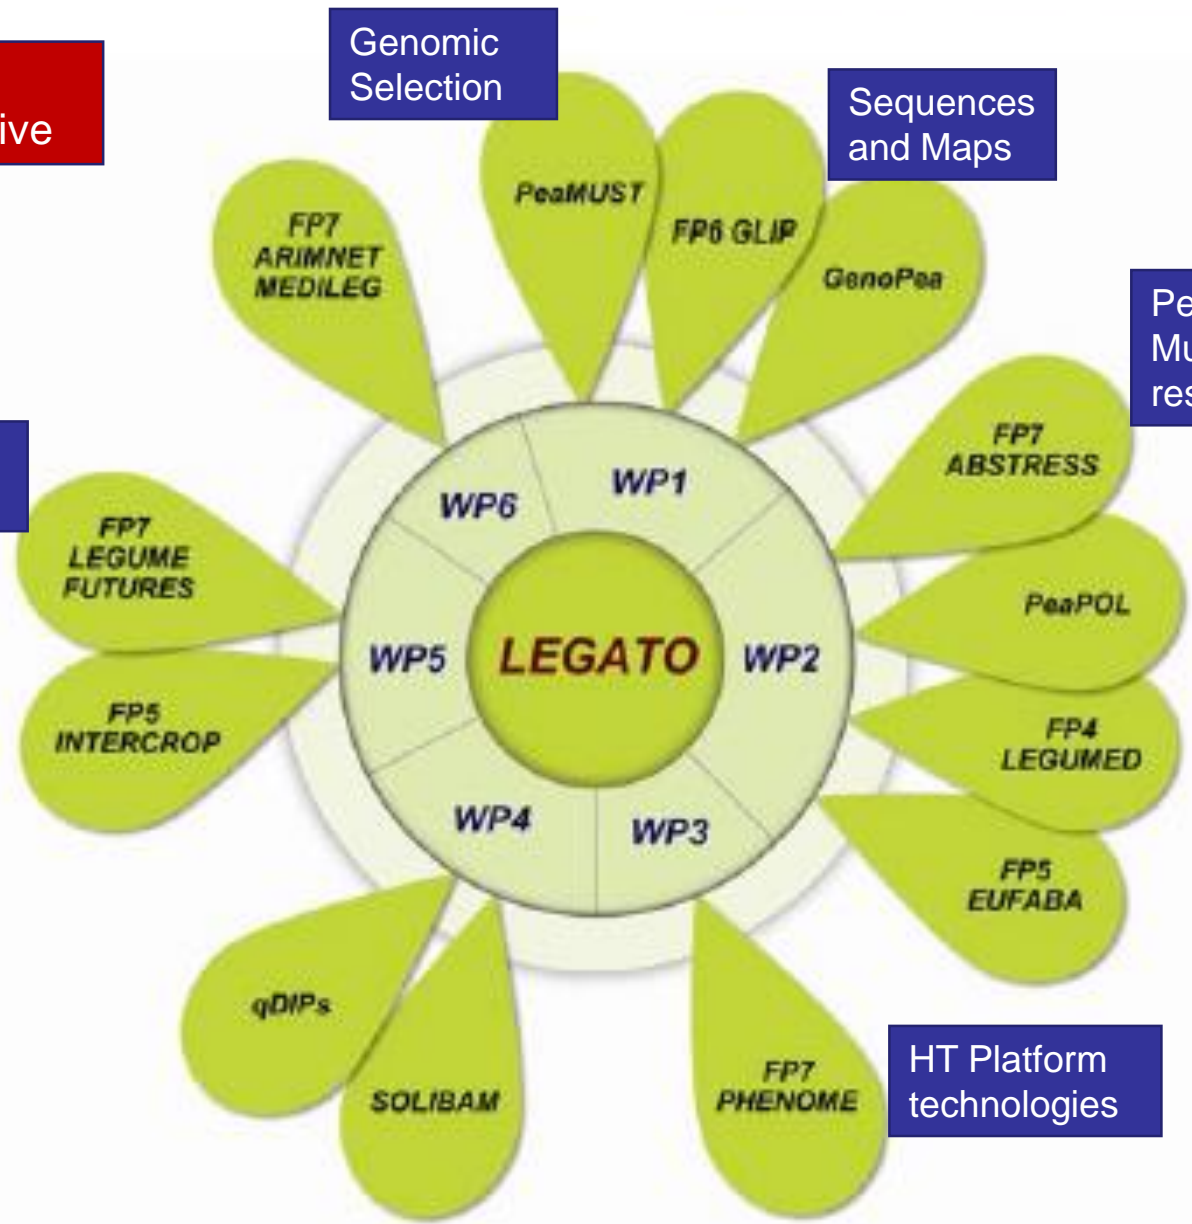 Genomic
Selection
Sequences
and Maps
PeaMUST
FP6 GLIP
GenoPea
FP7
ARIMNET
MEDILEG
FP7
ABSTRESS
PeaPOL
FP4
LEGUMED
FP5
EUFABA
FP7
LEGUME
FUTURES
FP5
INTERCROP
WP6
WP1
WP5
LEGATO
WP2
WP4
WP3
qDIPs
SOLIBAM
FP7
PHENOME
HT Platform
technologies